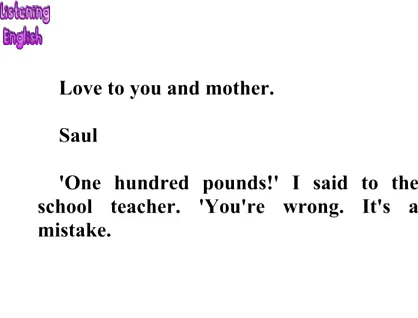 Listening
English
Love to you and mother.
Saul
'One hundred pounds!' I said to the
school teacher. 'You're wrong. It's a
mistake.